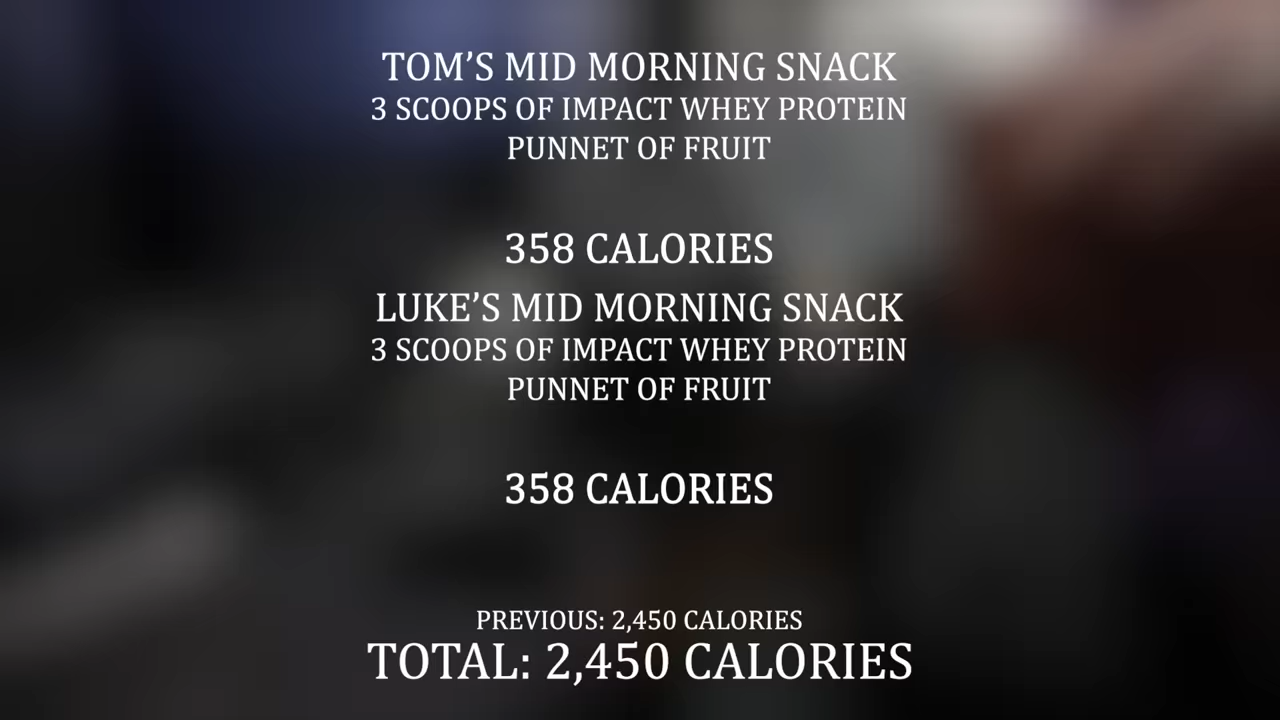 TOM’S MID MORNING SNACK
3 SCOOPS OF IMPACT WHEY PROTEIN
PUNNET OF FRUIT
358 CALORIES
LUKE’S MID MORNING SNACK
3 SCOOPS OF IMPACT WHEY PROTEIN
PUNNET OF FRUIT
358 CALORIES
PREVIOUS: 2,450 CALORIES
TOTAL: 2,450 CALORIES